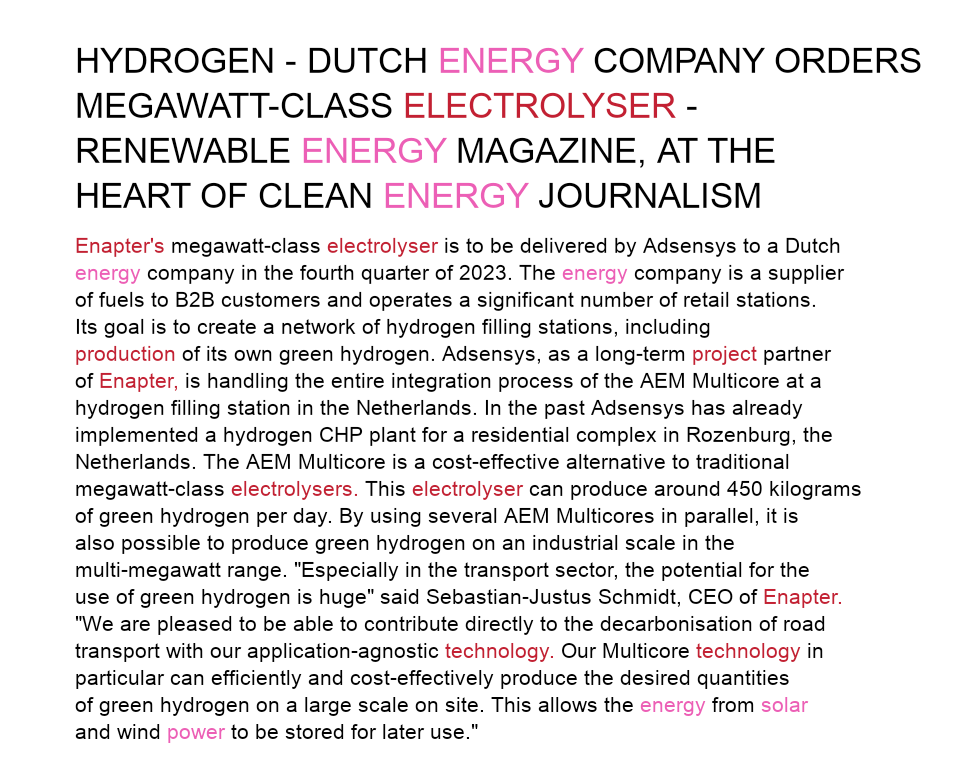 HYDROGEN - DUTCH ENERGY COMPANY ORDERS
MEGAWATT-CLASS ELECTROLYSER -
RENEWABLE ENERGY MAGAZINE, AT THE
HEART OF CLEAN ENERGY JOURNALISM
Enapter's megawatt-class electrolyser is to be delivered by Adsensys to a Dutch
energy company in the fourth quarter of 2023. The energy company is a supplier
of fuels to B2B customers and operates a significant number of retail stations.
Its goal is to create a network of hydrogen filling stations, including
production of its own green hydrogen. Adsensys, as a long-term project partner
of Enapter, is handling the entire integration process of the AEM Multicore at a
hydrogen filling station in the Netherlands. In the past Adsensys has already
implemented a hydrogen CHP plant for a residential complex in Rozenburg, the
Netherlands. The AEM Multicore is a cost-effective alternative to traditional
megawatt-class electrolysers. This electrolyser can produce around 450 kilograms
of green hydrogen per day. By using several AEM Multicores in parallel, it is
also possible to produce green hydrogen on an industrial scale in the
multi-megawatt range. "Especially in the transport sector, the potential for the
use of green hydrogen is huge" said Sebastian-Justus Schmidt, CEO of Enapter.
"We are pleased to be able to contribute directly to the decarbonisation of road
transport with our application-agnostic technology. Our Multicore technology in
particular can efficiently and cost-effectively produce the desired quantities
of green hydrogen on a large scale on site. This allows the energy from solar
and wind power to be stored for later use."